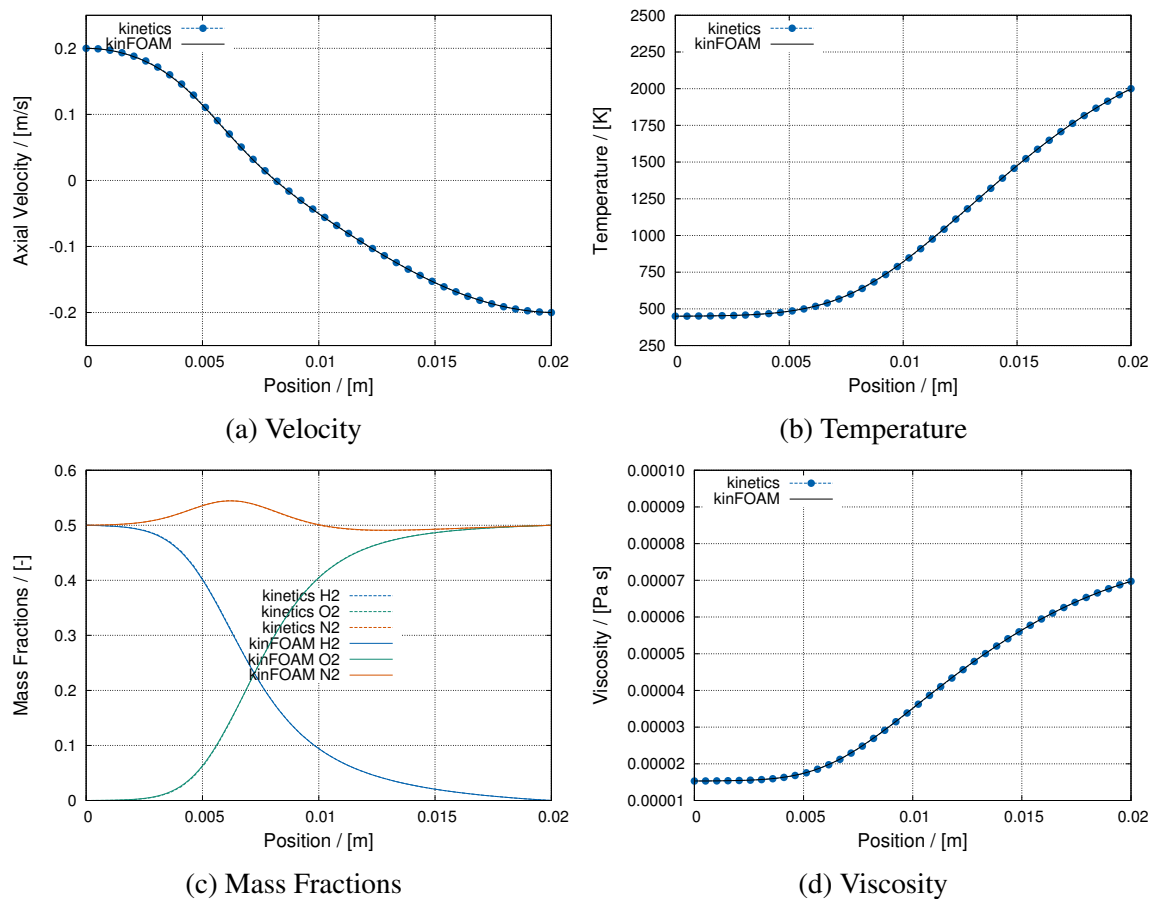 kinetics
kinFOAM
Axial Velocity / [m/s]
0.2
0.1
0
-0.1
-0.2
0 0.005 0.01 0.015 0.02
Position / [m]
(a) Velocity
kinetics
kinFOAM
Temperature / [K]
2500
2250
2000
1750
1500
1250
1000
750
500
250
0 0.005 0.01 0.015 0.02
Position / [m]
(b) Temperature
Mass Fractions / [-]
0.6
0.5
0.4
0.3
0.2
0.1
0
kinetics H2
kinetics O2
kinetics N2
kinFOAM H2
kinFOAM O2
kinFOAM N2
0 0.005 0.01 0.015 0.02
Position / [m]
(c) Mass Fractions
kinetics
kinFOAM
Viscosity / [Pa s]
0.00010
0.00009
0.00008
0.00007
0.00006
0.00005
0.00004
0.00003
0.00002
0.00001
0 0.005 0.01 0.015 0.02
Position / [m]
(d) Viscosity